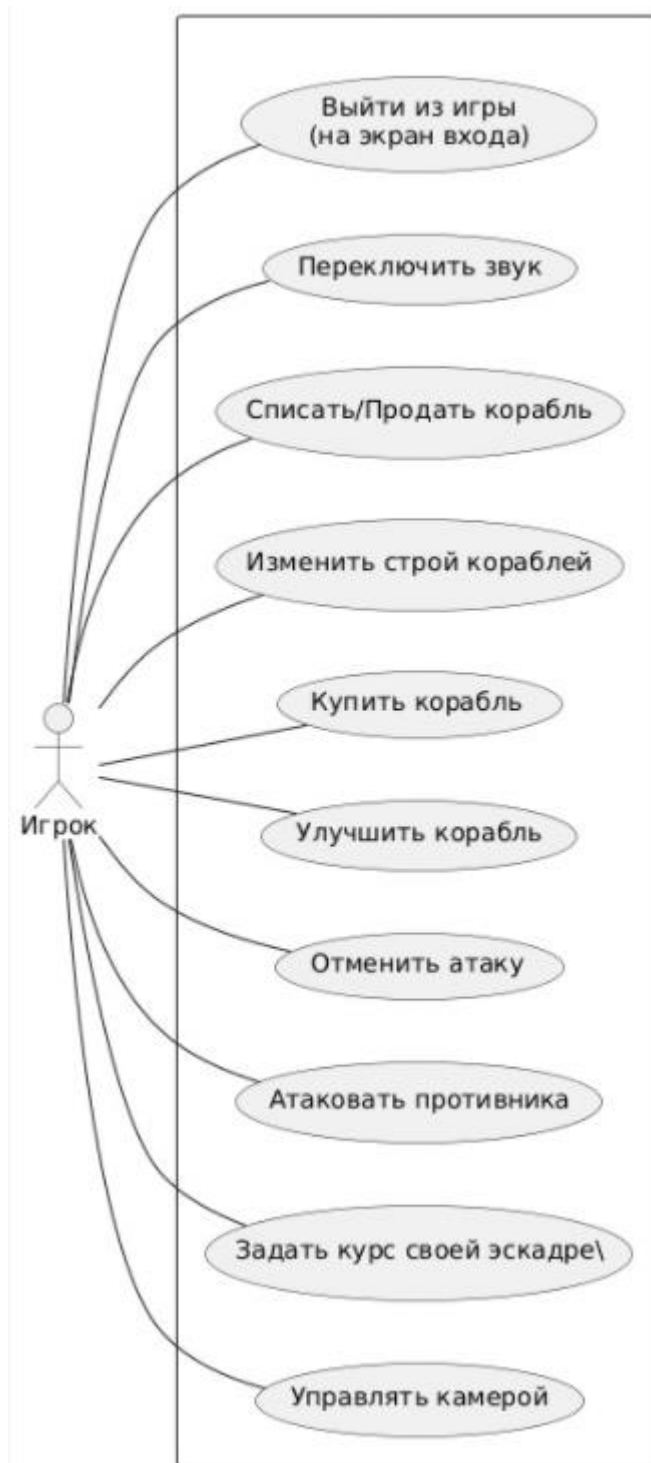 Выйти из игры
(на экран входа)
Переключить звук
Списать/Продать корабль
Изменить строй кораблей
Купить корабль
Игрок
Улучшить корабль
Отменить атаку
Атаковать противника
Задать курс своей эскадре\
Управлять камерой